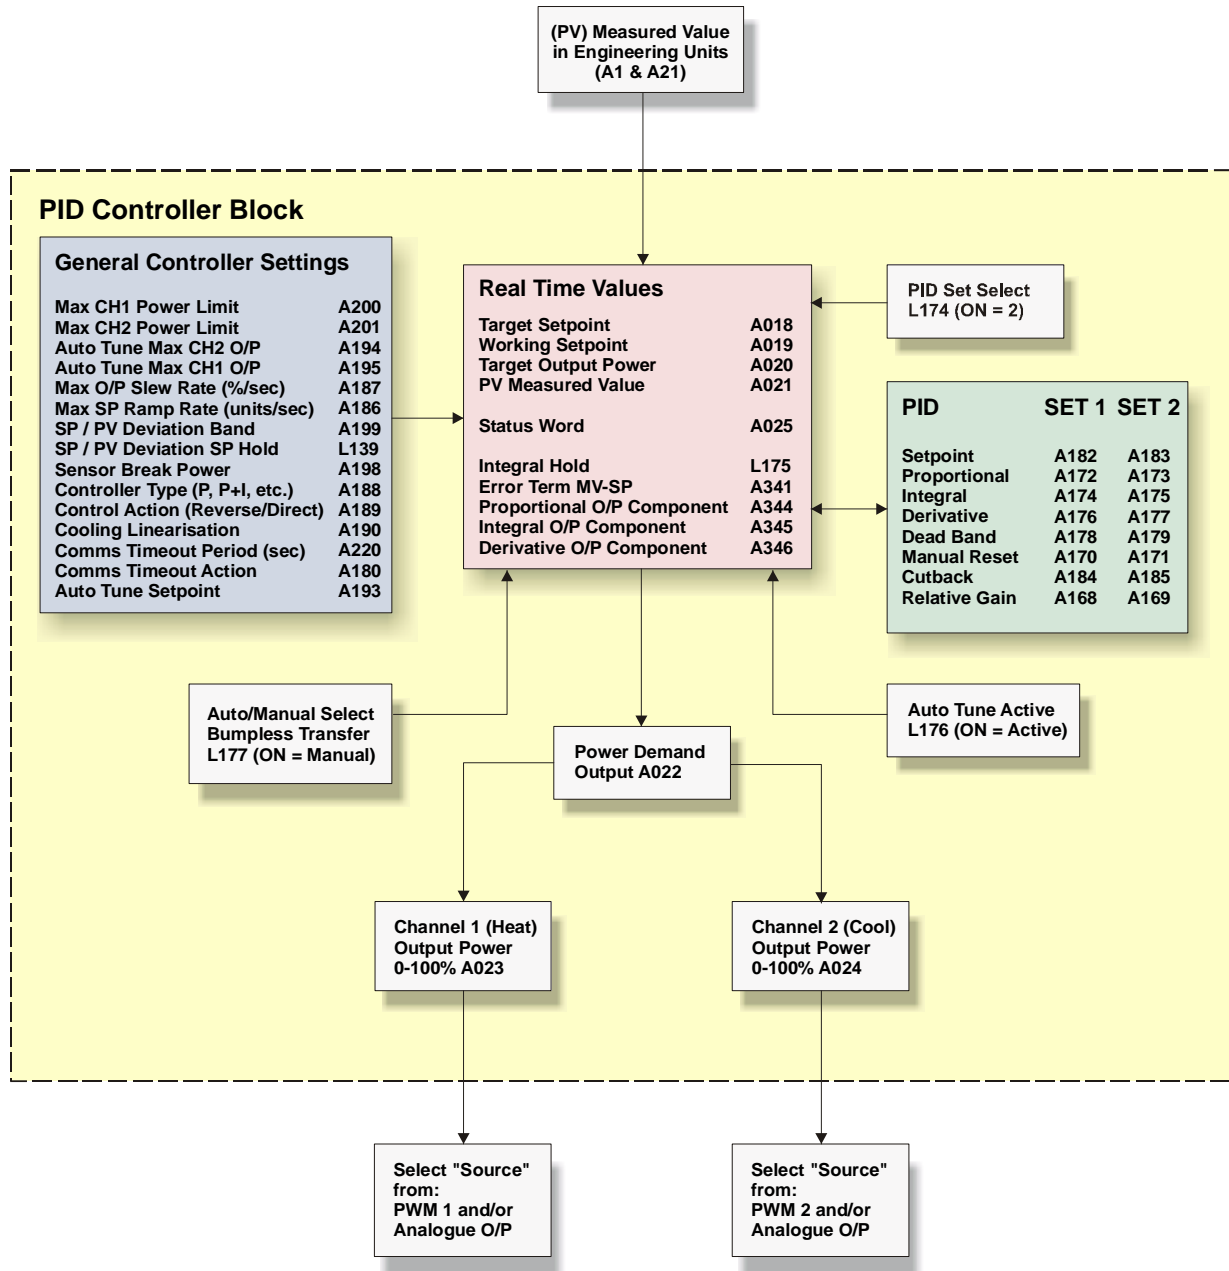 (PV) Measured Value
in Engineering Units
(A1 & A21)
PID Controller Block
General Controller Settings
Max CH1 Power Limit A200
Max CH2 Power Limit A201
Auto Tune Max CH2 O/P A194
Auto Tune Max CH1 O/P A195
Max O/P Slew Rate (%/sec) A187
Max SP Ramp Rate (units/sec) A186
SP / PV Deviation Band A199
SP / PV Deviation SP Hold L139
Sensor Break Power A198
Controller Type (P, P+I, etc.) A188
Control Action (Reverse/Direct) A189
Cooling Linearisation A190
Comms Timeout Period (sec) A220
Comms Timeout Action A180
Auto Tune Setpoint A193
Real Time Values
Target Setpoint A018
Working Setpoint A019
Target Output Power A020
PV Measured Value A021
Status Word A025
Integral Hold L175
Error Term MV-SP A341
Proportional O/P Component A344
Integral O/P Component A345
Derivative O/P Component A346
PID Set Select
L174 (ON = 2)
PID SET 1 SET 2
Setpoint A182 A183
Proportional A172 A173
Integral A174 A175
Derivative A176 A177
Dead Band A178 A179
Manual Reset A170 A171
Cutback A184 A185
Relative Gain A168 A169
Auto/Manual Select
Bumpless Transfer
L177 (ON = Manual)
Power Demand
Output A022
Auto Tune Active
L176 (ON = Active)
Channel 1 (Heat)
Output Power
0-100% A023
Channel 2 (Cool)
Output Power
0-100% A024
Select "Source"
from:
PWM 1 and/or
Analogue O/P
Select "Source"
from:
PWM 2 and/or
Analogue O/P